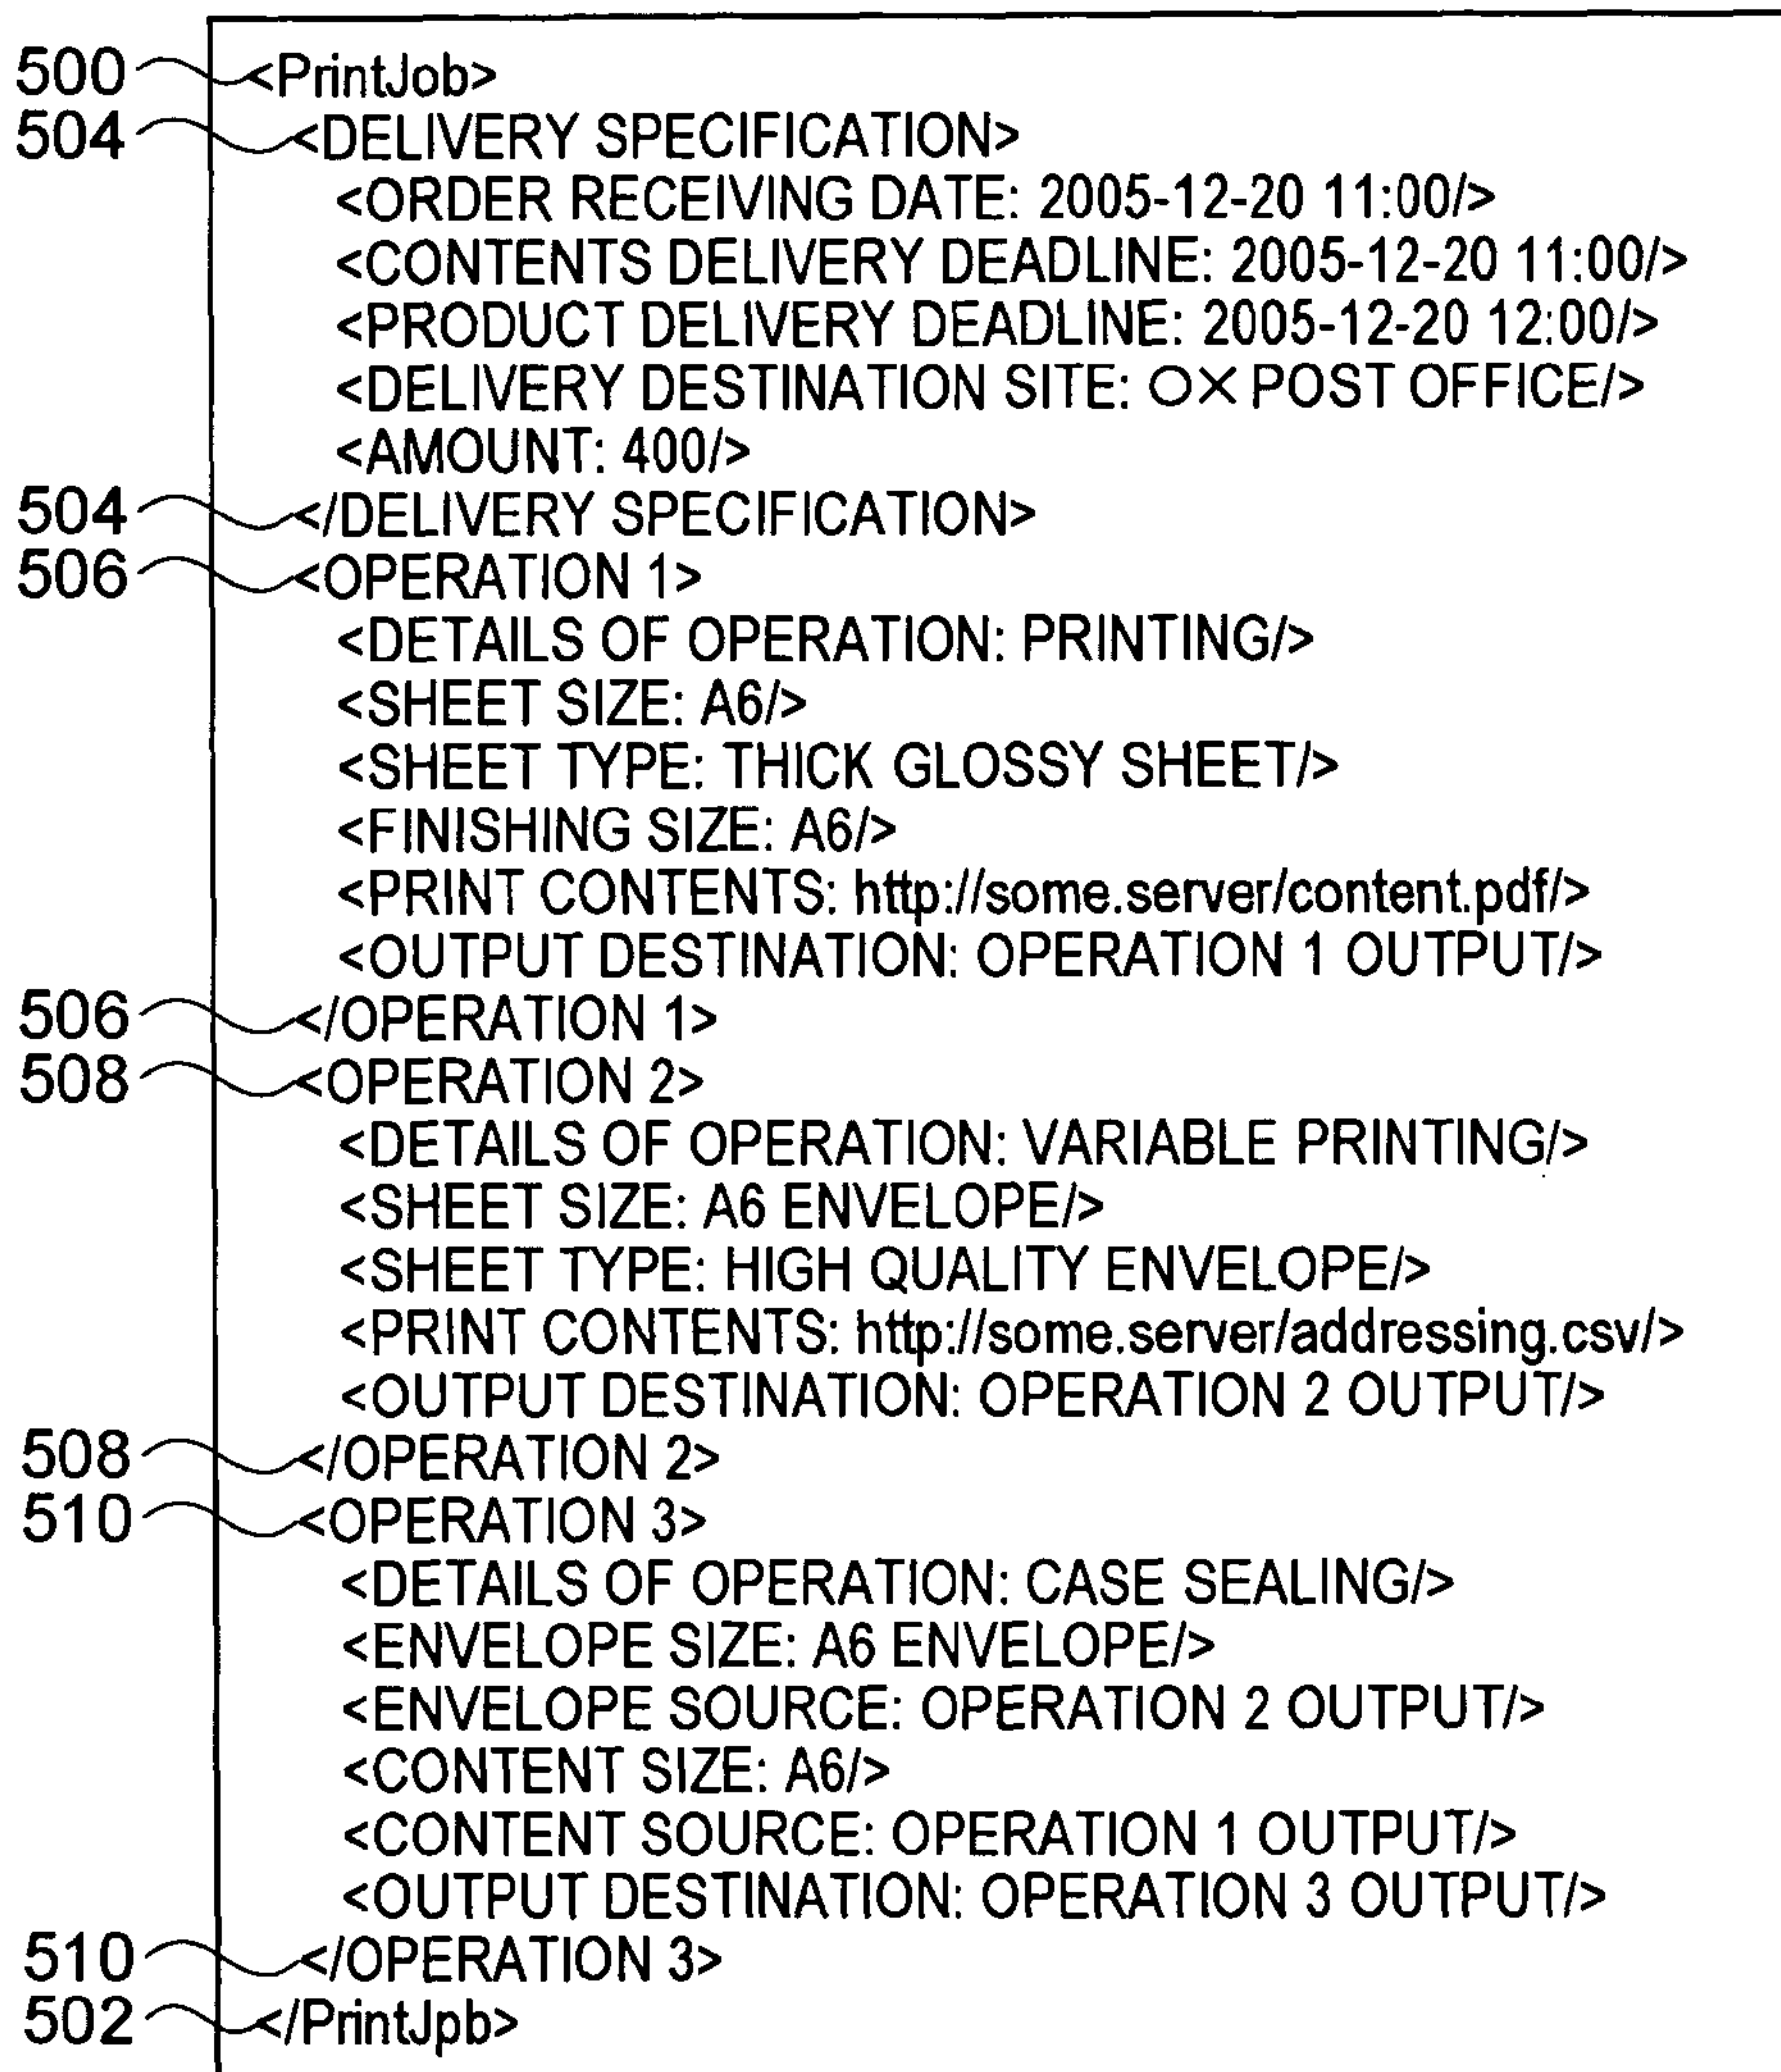 500 <PrintJob>
504 <DELIVERY SPECIFICATION>
<ORDER RECEIVING DATE: 2005-12-20 11:00/>
<CONTENTS DELIVERY DEADLINE: 2005-12-20 11:00/>
<PRODUCT DELIVERY DEADLINE: 2005-12-20 12:00/>
<DELIVERY DESTINATION SITE: ○× POST OFFICE/>
<AMOUNT: 400/>
504 </DELIVERY SPECIFICATION>
506 <OPERATION 1>
<DETAILS OF OPERATION: PRINTING/>
<SHEET SIZE: A6/>
<SHEET TYPE: THICK GLOSSY SHEET/>
<FINISHING SIZE: A6/>
<PRINT CONTENTS: http://some.server/content.pdf/>
<OUTPUT DESTINATION: OPERATION 1 OUTPUT/>
506 </OPERATION 1>
508 <OPERATION 2>
<DETAILS OF OPERATION: VARIABLE PRINTING/>
<SHEET SIZE: A6 ENVELOPE/>
<SHEET TYPE: HIGH QUALITY ENVELOPE/>
<PRINT CONTENTS: http://some.server/addressing.csv/>
<OUTPUT DESTINATION: OPERATION 2 OUTPUT/>
508 </OPERATION 2>
510 <OPERATION 3>
<DETAILS OF OPERATION: CASE SEALING/>
<ENVELOPE SIZE: A6 ENVELOPE/>
<ENVELOPE SOURCE: OPERATION 2 OUTPUT/>
<CONTENT SIZE: A6/>
<CONTENT SOURCE: OPERATION 1 OUTPUT/>
<OUTPUT DESTINATION: OPERATION 3 OUTPUT/>
510 </OPERATION 3>
502 </PrintJpb>